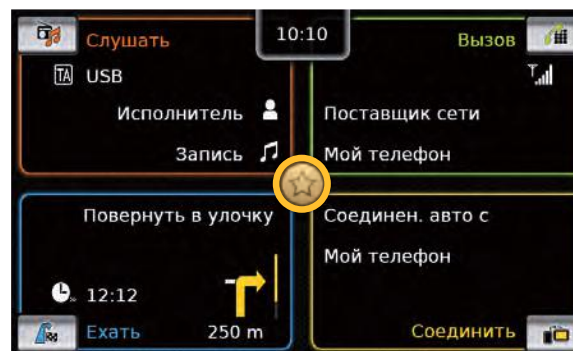 10:10
Слушать
TA USB
Исполнитель
Запись
Вызов
Поставщик сети
Мой телефон
Повернуть в улочку
12:12
Ехать 250 m
Соединен. авто с
Мой телефон
Соединить